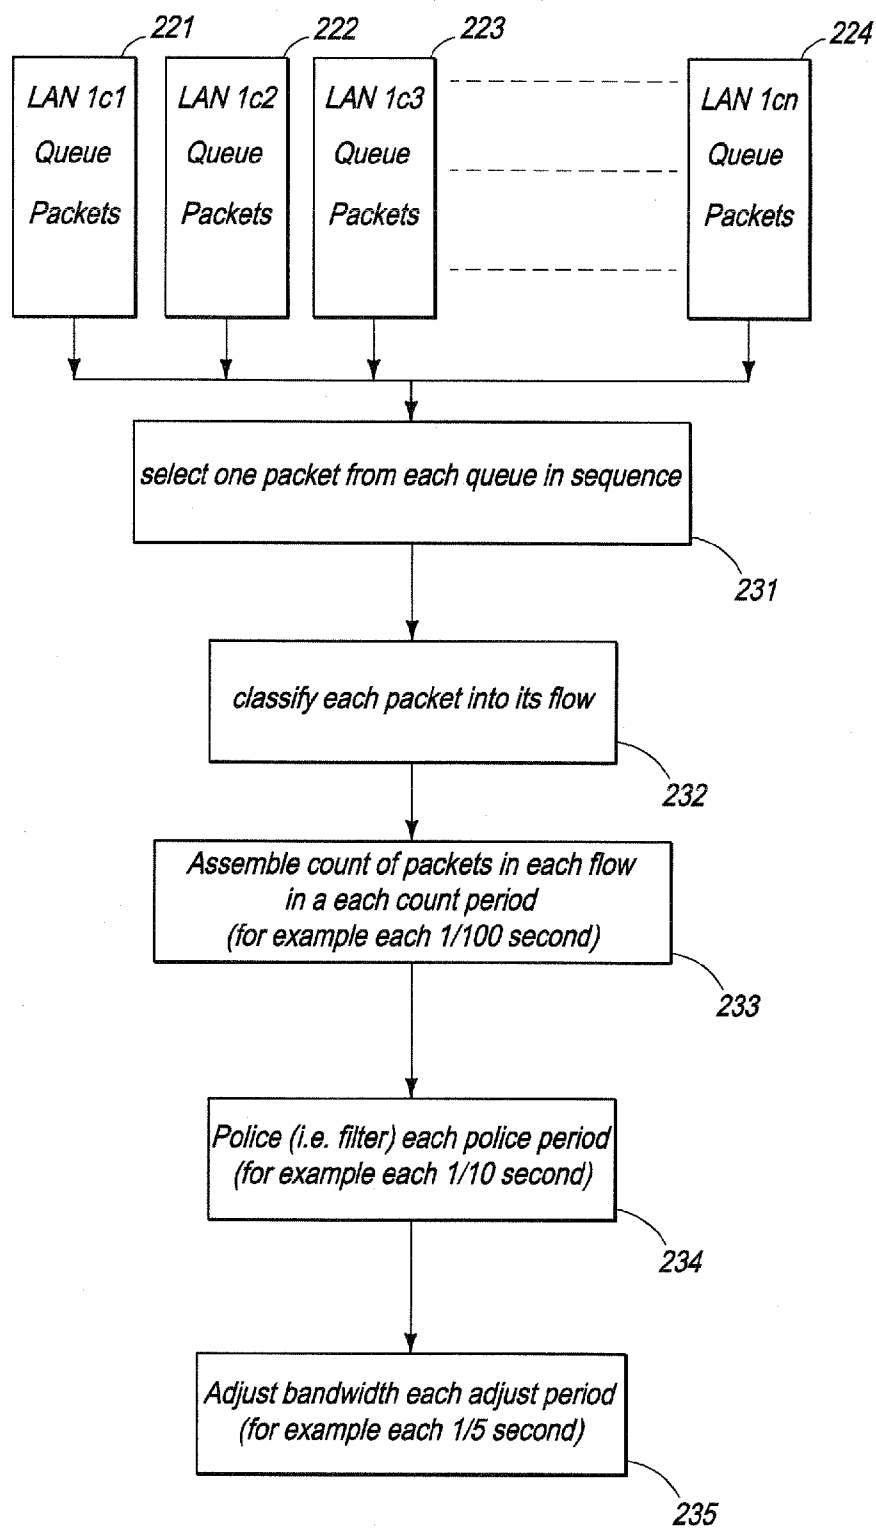 221
222
223
224
LAN 1c1
Queue
Packets
LAN 1c2
Queue
Packets
LAN 1c3
Queue
Packets
LAN 1cn
Queue
Packets
select one packet from each queue in sequence
231
classify each packet into its flow
232
Assemble count of packets in each flow
in a each count period
(for example each 1/100 second)
233
Police (i.e. filter) each police period
(for example each 1/10 second)
234
Adjust bandwidth each adjust period
(for example each 1/5 second)
235